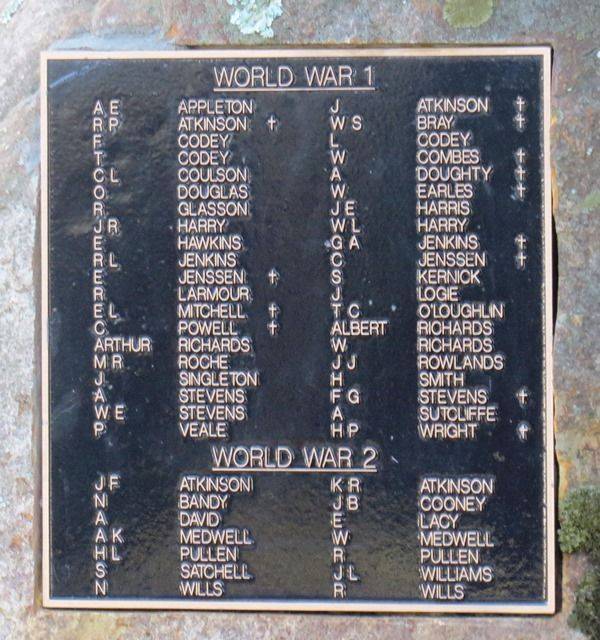 WORLD WAR 1
A E APPLETON J ATKINSON ✝
R P ATKINSON ✝ W S BRAY ✝
F CODEY L CODEY
T CODEY W COMBES ✝
C L COULSON A DOUGHTY ✝
O DOUGLAS W EARLES ✝
R GLASSON J E HARRIS
J R HARRY W L HARRY
E HAWKINS G A JENKINS ✝
R L JENKINS C JENSSEN ✝
E JENSSEN ✝ S KERNICK
R LARMOUR J LOGIE
E L MITCHELL ✝ T C O'LOUGHLIN
C POWELL ✝ ALBERT RICHARDS
ARTHUR RICHARDS W RICHARDS
M R ROCHE J J ROWLANDS
J SINGLETON H SMITH
A STEVENS F G STEVENS ✝
W E STEVENS A SUTCLIFFE
P VEALE H P WRIGHT ✝
WORLD WAR 2
J F ATKINSON K R ATKINSON
N BANDY J B COONEY
A DAVID E LACY
A K MEDWELL W MEDWELL
H L PULLEN R PULLEN
S SATCHELL J L WILLIAMS
N WILLS R WILLS